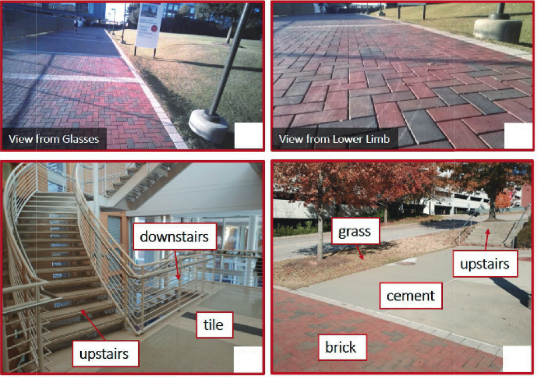 View from Glasses
View from Lower Limb
downstairs
tile
upstairs
grass
upstairs
cement
brick